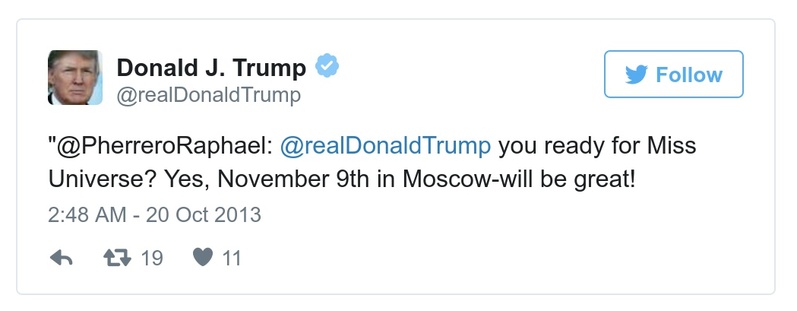 Donald J. Trump
@realDonaldTrump
Follow
"@PherreroRaphael: @realDonaldTrump you ready for Miss
Universe? Yes, November 9th in Moscow-will be great!
2:48 AM - 20 Oct 2013
19 11